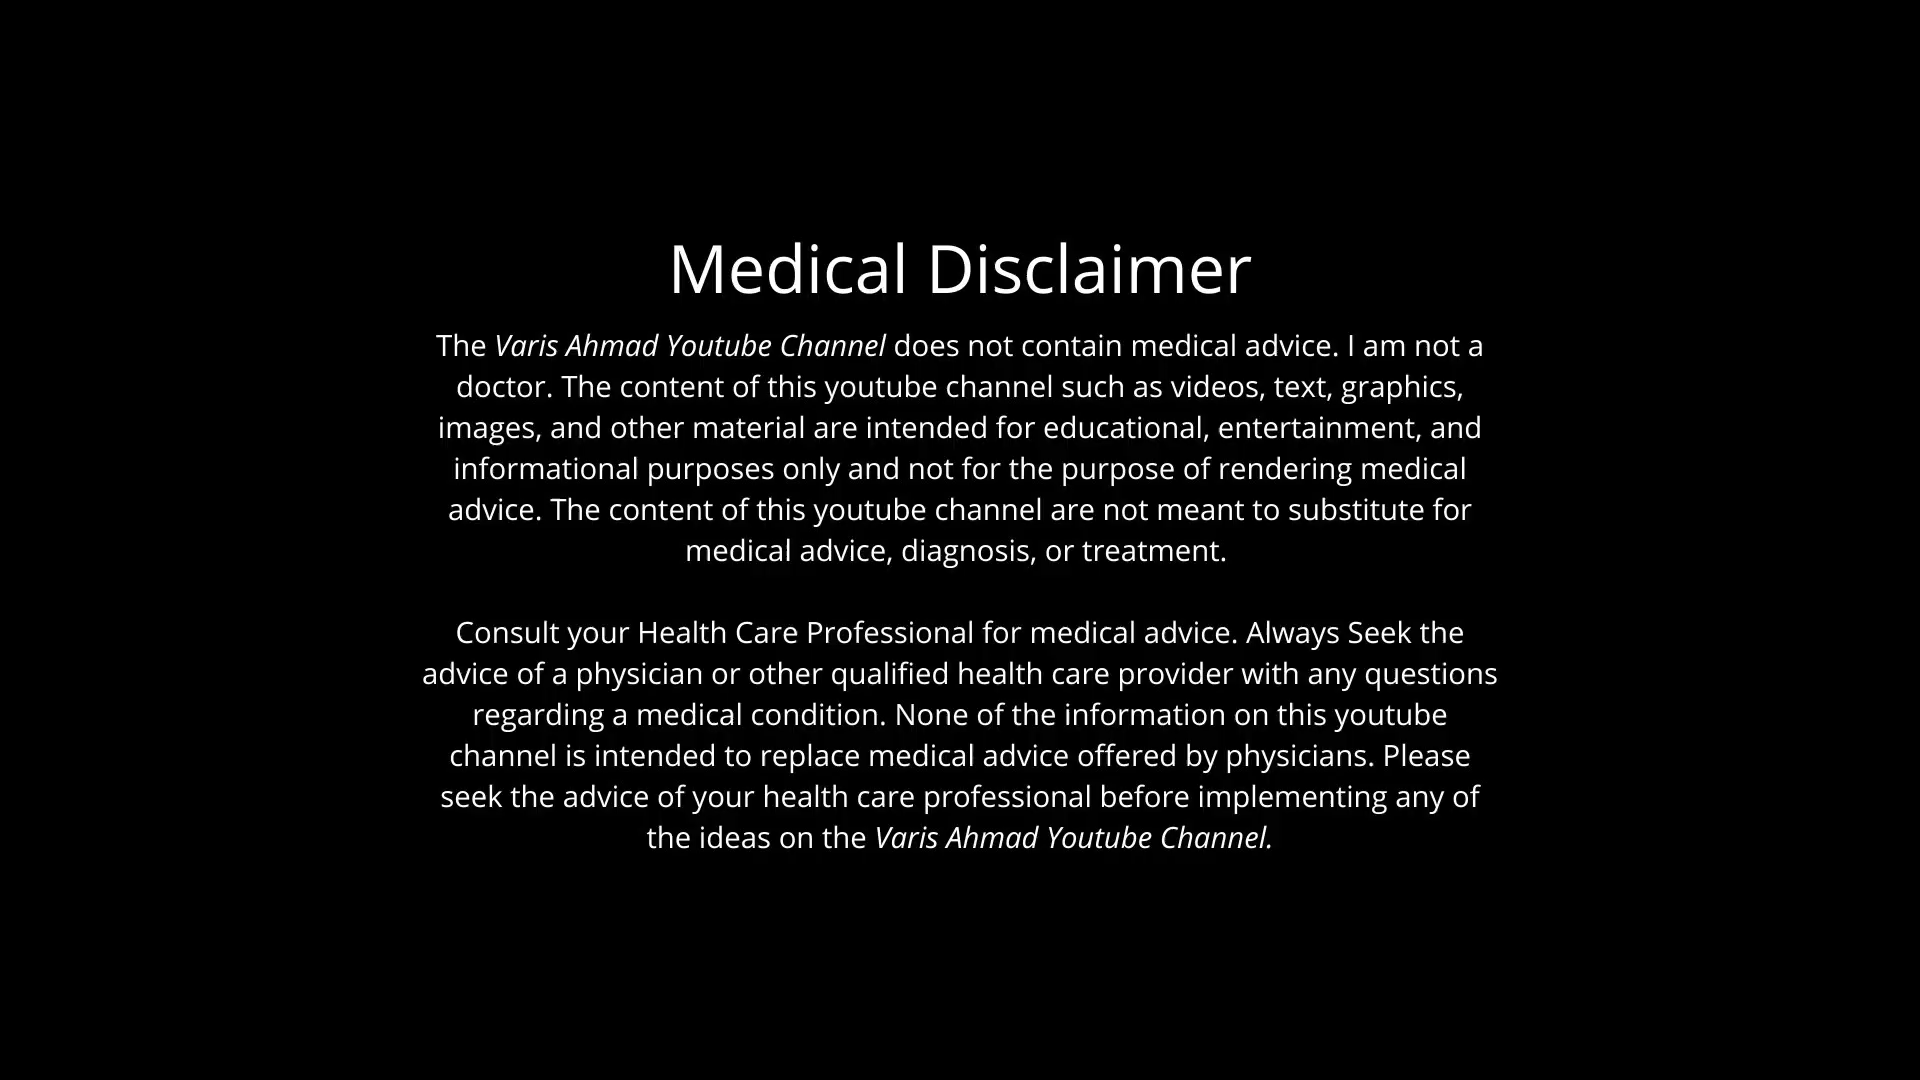 Medical Disclaimer
The Varis Ahmad Youtube Channel does not contain medical advice. I am not a
doctor. The content of this youtube channel such as videos, text, graphics,
images, and other material are intended for educational, entertainment, and
informational purposes only and not for the purpose of rendering medical
advice. The content of this youtube channel are not meant to substitute for
medical advice, diagnosis, or treatment.
Consult your Health Care Professional for medical advice. Always Seek the
advice of a physician or other qualified health care provider with any questions
regarding a medical condition. None of the information on this youtube
channel is intended to replace medical advice offered by physicians. Please
seek the advice of your health care professional before implementing any of
the ideas on the Varis Ahmad Youtube Channel.